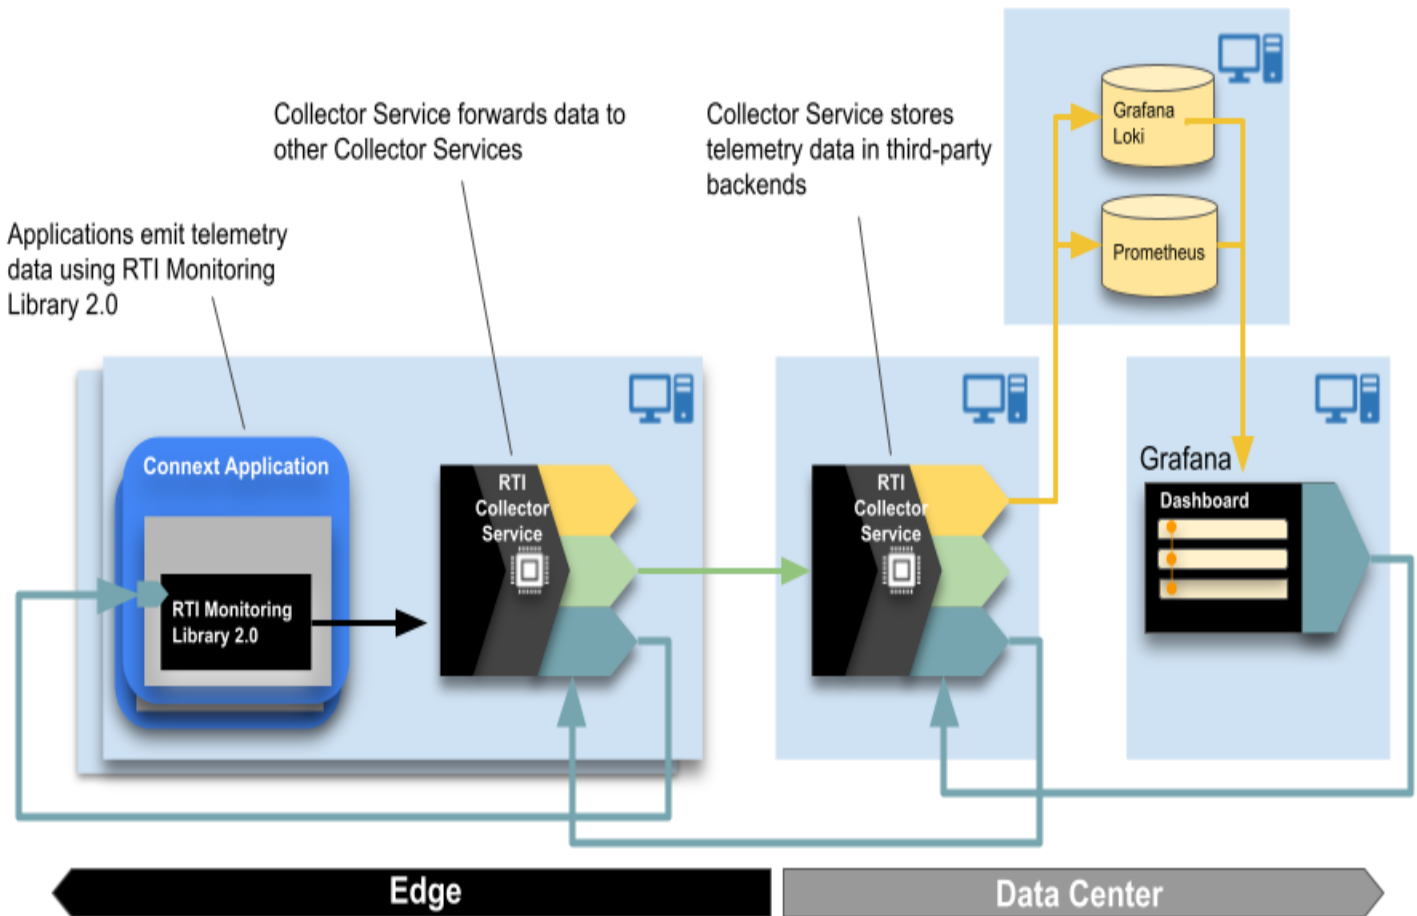 Collector Service forwards data to
other Collector Services
Collector Service stores
telemetry data in third-party
backends
Grafana
Loki
Prometheus
Applications emit telemetry
data using RTI Monitoring
Library 2.0
Connext Application
RTI Monitoring
Library 2.0
RTI
Collector
Service
RTI
Collector
Service
Grafana
Dashboard
Edge
Data Center